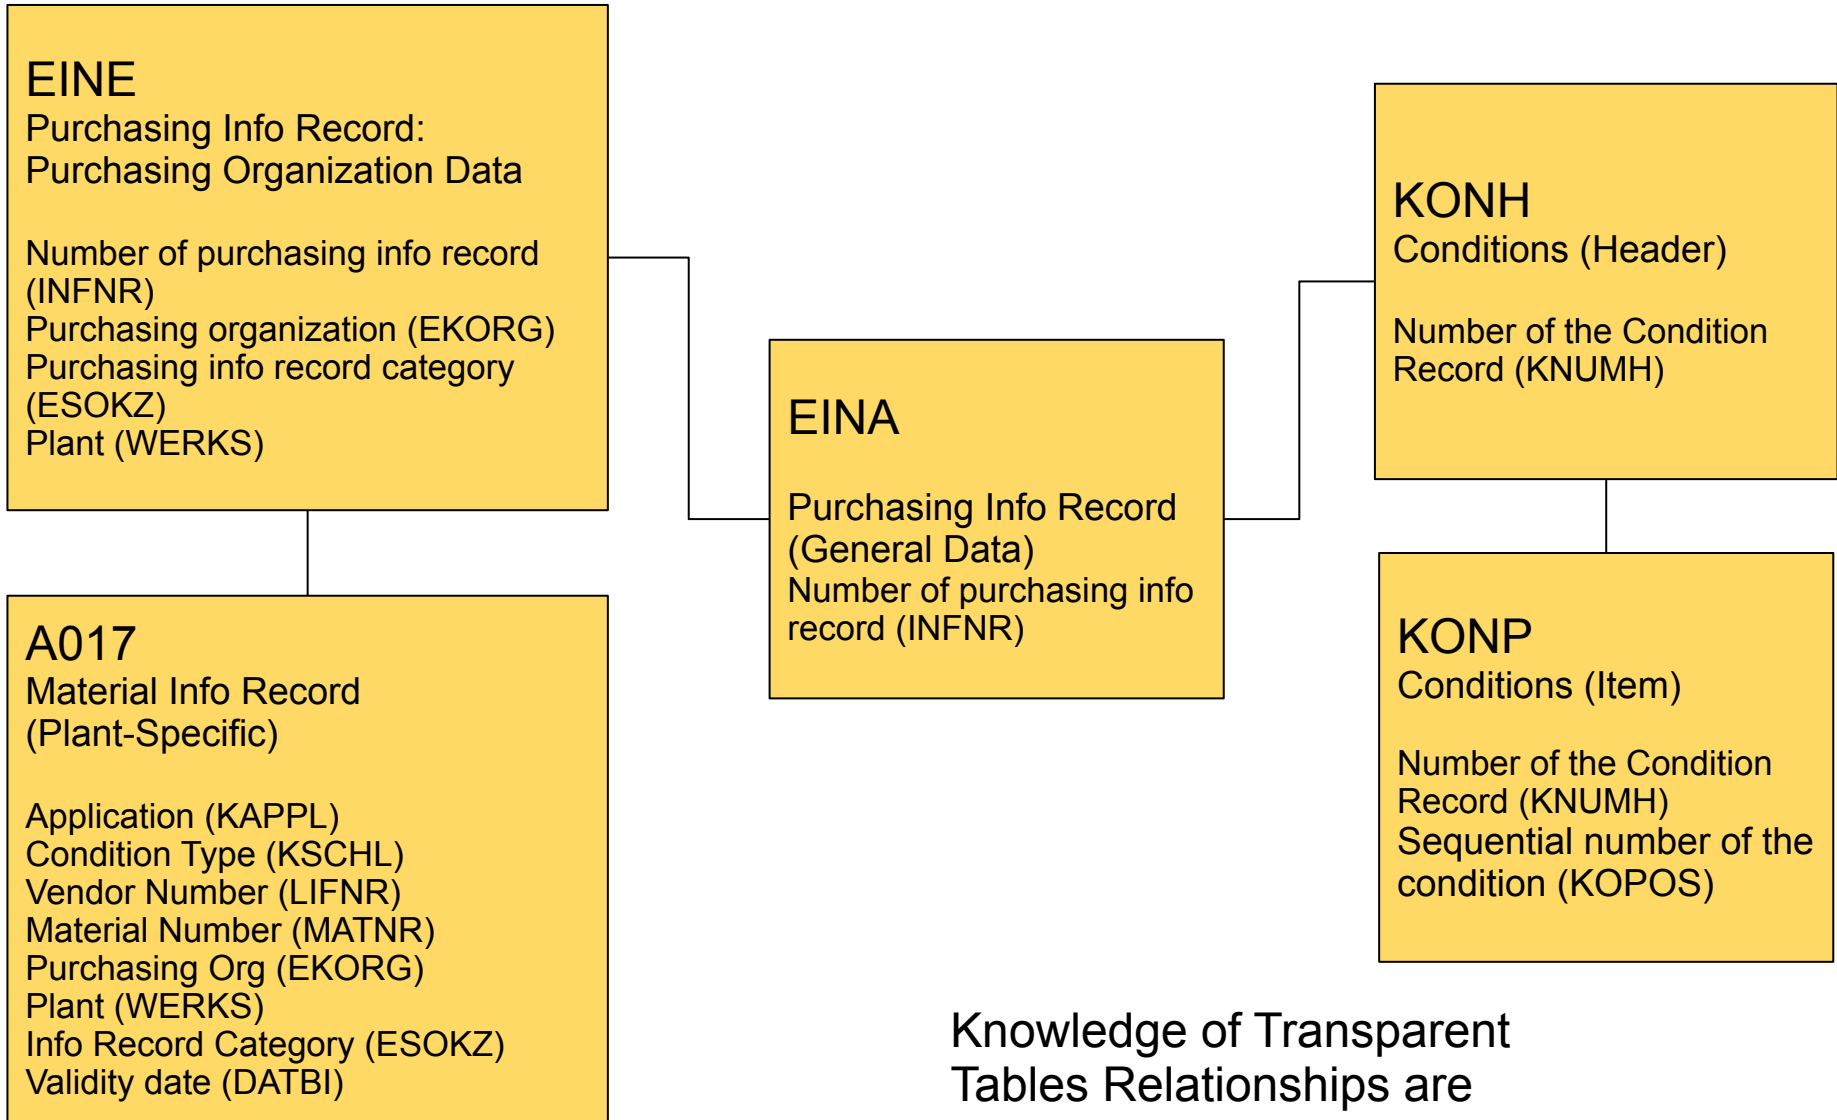 EINE
Purchasing Info Record:
Purchasing Organization Data
Number of purchasing info record
(INFNR)
Purchasing organization (EKORG)
Purchasing info record category
(ESOKZ)
Plant (WERKS)
A017
Material Info Record
(Plant-Specific)
Application (KAPPL)
Condition Type (KSCHL)
Vendor Number (LIFNR)
Material Number (MATNR)
Purchasing Org (EKORG)
Plant (WERKS)
Info Record Category (ESOKZ)
Validity date (DATBI)
EINA
Purchasing Info Record
(General Data)
Number of purchasing info
record (INFNR)
KONH
Conditions (Header)
Number of the Condition
Record (KNUMH)
KONP
Conditions (Item)
Number of the Condition
Record (KNUMH)
Sequential number of the
condition (KOPOS)
Knowledge of Transparent
Tables Relationships are